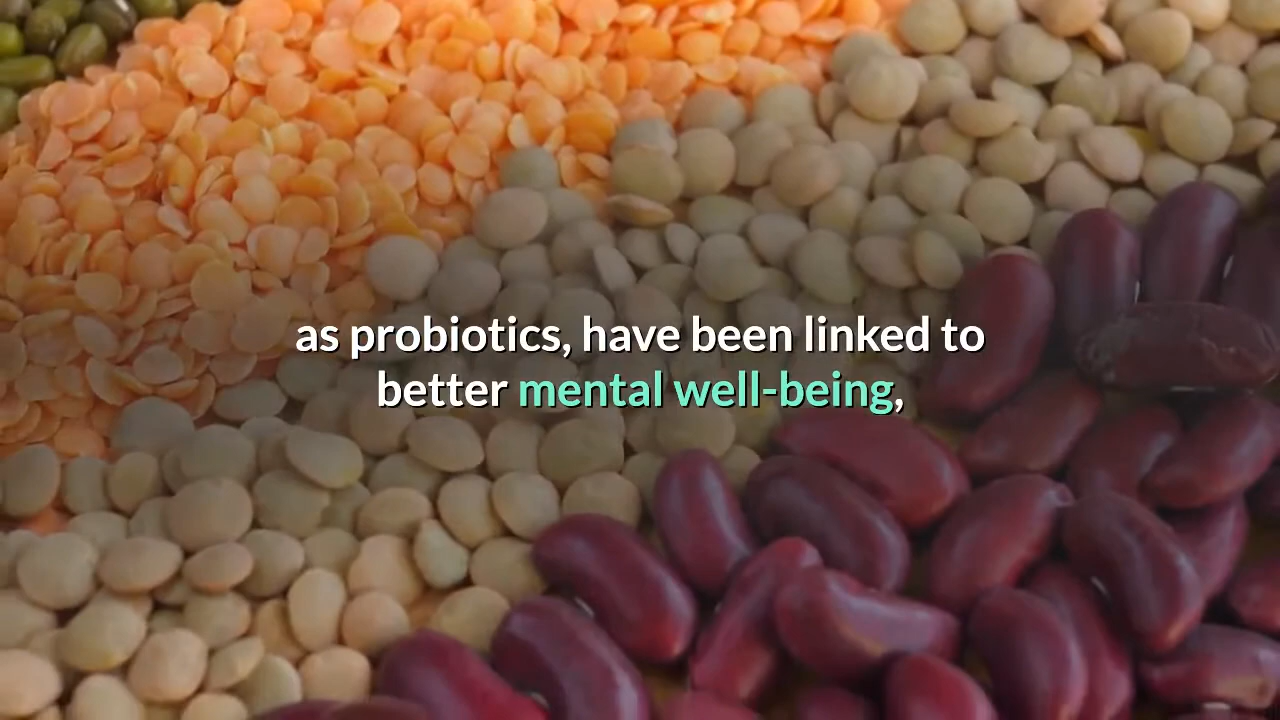 as probiotics, have been linked to
better mental well-being,